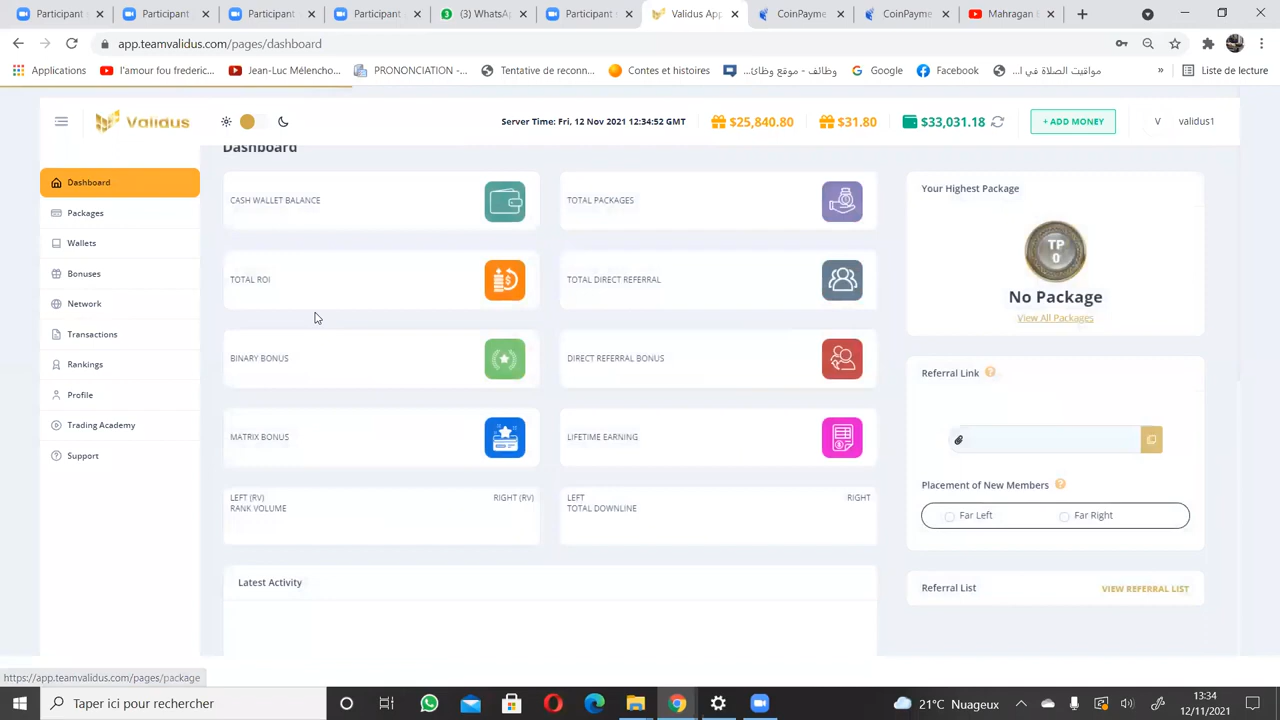 Participant
Participant
Participant
Participant
(3) WhatsA
Participant
Validus App
CoinPayme
CoinPayme
Mahragan
app.teamvalidus.com/pages/dashboard
Applications
l'amour fou frederic...
Jean-Luc Mélencho...
PRONONCIATION -...
Tentative de reconn...
Contes et histoires
وظائف - موقع وظائ...
Google
Facebook
مواقيت الصلاة في ا...
»
Liste de lecture
Validus
Server Time: Fri, 12 Nov 2021 12:34:52 GMT
$25,840.80
$31.80
$33,031.18
+ ADD MONEY
V
validus1
Dashboard
Packages
Wallets
Bonuses
Network
Transactions
Rankings
Profile
Trading Academy
Support
Dashboard
CASH WALLET BALANCE
TOTAL PACKAGES
TOTAL ROI
TOTAL DIRECT REFERRAL
BINARY BONUS
DIRECT REFERRAL BONUS
MATRIX BONUS
LIFETIME EARNING
LEFT (RV)
RIGHT (RV)
RANK VOLUME
LEFT
RIGHT
TOTAL DOWNLINE
Latest Activity
Your Highest Package
TP
0
No Package
View All Packages
Referral Link
Placement of New Members
Far Left
Far Right
Referral List
VIEW REFERRAL LIST
https://app.teamvalidus.com/pages/package
Taper ici pour rechercher
21°C Nuageux
13:34
12/11/2021